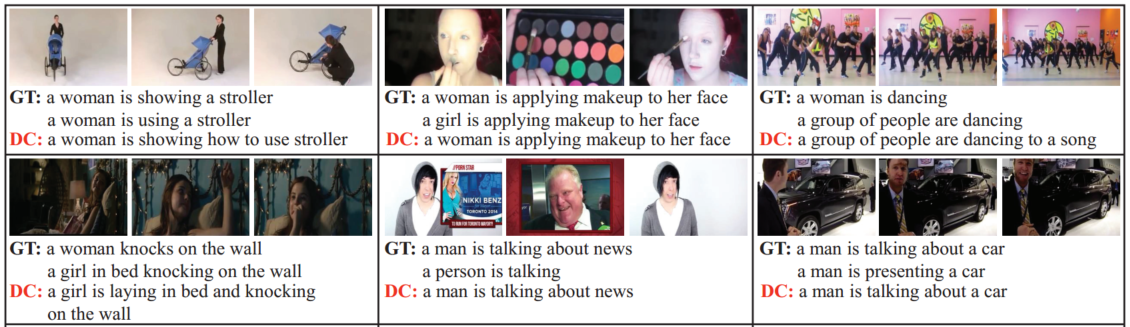 GT: a woman is showing a stroller
a woman is using a stroller
DC: a woman is showing how to use stroller
GT: a woman is applying makeup to her face
a girl is applying makeup to her face
DC: a woman is applying makeup to her face
GT: a woman is dancing
a group of people are dancing
DC: a group of people are dancing to a song
GT: a woman knocks on the wall
a girl in bed knocking on the wall
DC: a girl is laying in bed and knocking
on the wall
#PORN STAR
NIKKI BENZ
TORONTO 2014
GT: a man is talking about news
a person is talking
DC: a man is talking about news
GT: a man is talking about a car
a man is presenting a car
DC: a man is talking about a car